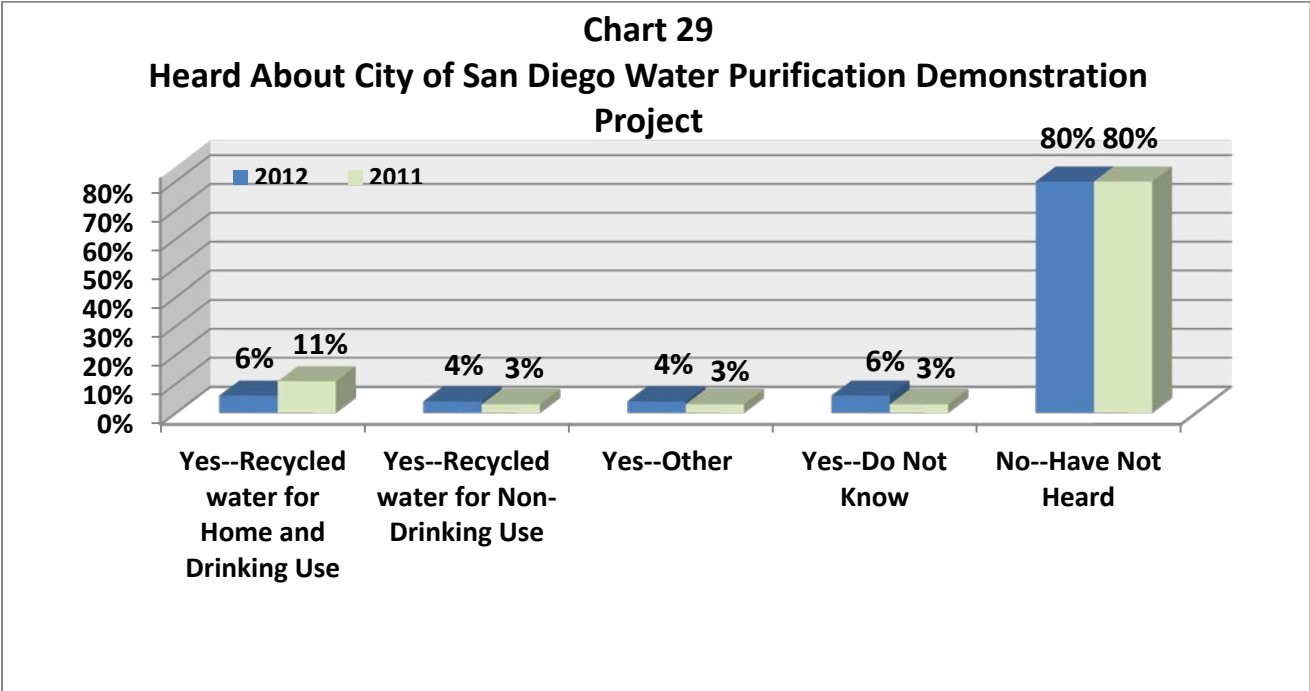 Chart 29
Heard About City of San Diego Water Purification Demonstration
Project
80% 80%
2012 2011
80%
70%
60%
50%
40%
30%
20%
10%
0%
6% 11% 4% 3% 4% 3% 6% 3%
Yes--Recycled
water for
Home and
Drinking Use
Yes--Recycled
water for Non-
Drinking Use
Yes--Other
Yes--Do Not
Know
No--Have Not
Heard